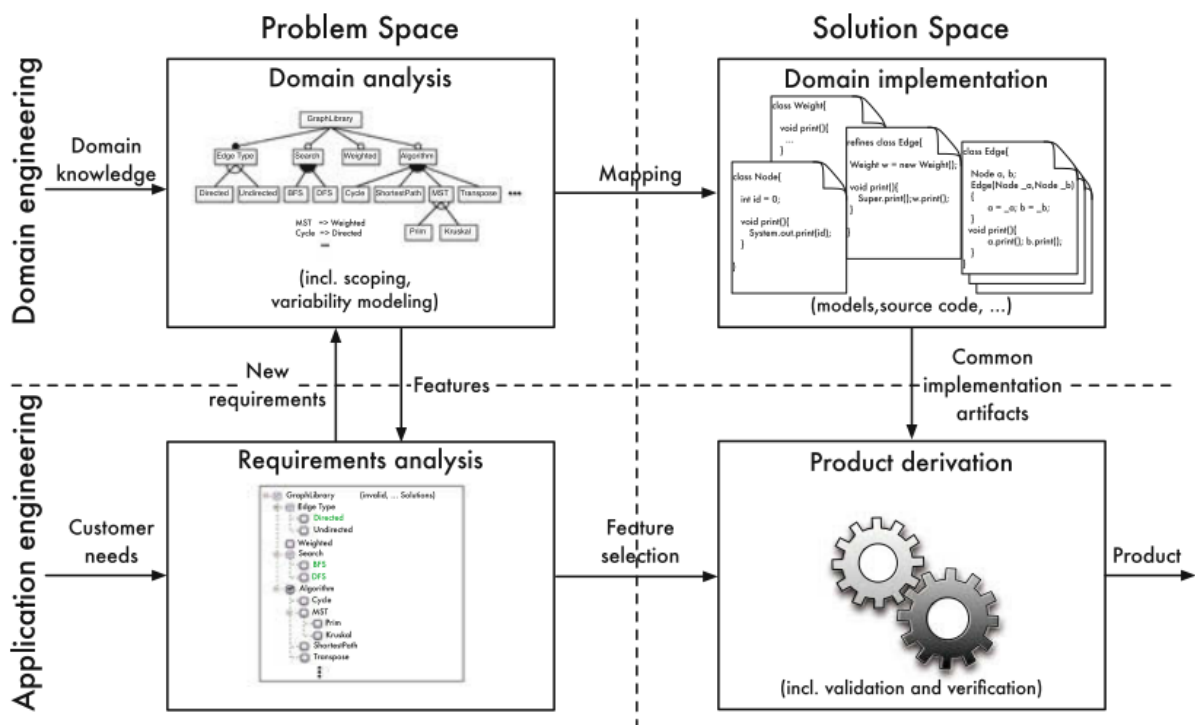 Problem Space
Solution Space
Domain engineering
Domain knowledge
Domain analysis
GraphLibrary
Edge Type
Search
Weighted
Algorithm
Directed
Undirected
BFS
DFS
Cycle
ShortestPath
MST
Transpose
MST => Weighted
Cycle => Directed
Prim
Kruskal
(incl. scoping,
variability modeling)
Mapping
Domain implementation
class Weight{
void print(){
...
}
class Node{
int id = 0;
void print(){
System.out.print(id);
}
}
refines class Edge{
Weight w = new Weight();
void print(){
Super.print();w.print();
}
}
class Edge{
Node a, b;
Edge(Node _a,Node _b)
{
a = _a; b = _b;
}
void print(){
a.print(); b.print();
}
}
(models,source code, ...)
New
requirements
Features
Common
implementation
artifacts
Application engineering
Customer
needs
Requirements analysis
GraphLibrary (invalid, ... Solutions)
Edge Type
Directed
Undirected
Weighted
Search
BFS
DFS
Algorithm
Cycle
MST
Prim
Kruskal
ShortestPath
Transpose
Feature
selection
Product derivation
(incl. validation and verification)
Product